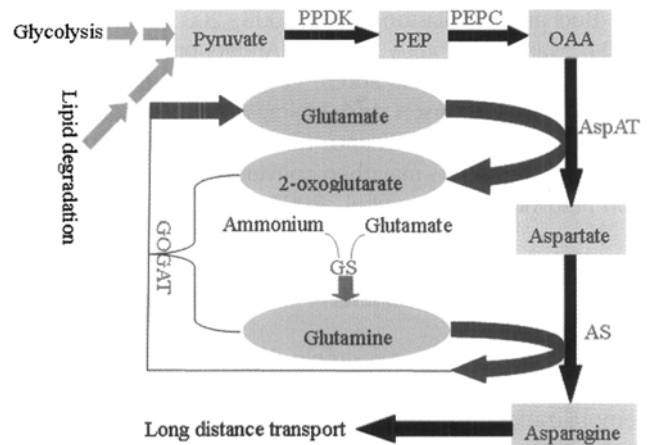 Glycolysis
PPDK
PEPC
Pyruvate
PEP
OAA
Lipid degradation
Glutamate
AspAT
2-oxoglutarate
GOGAT
Ammonium
Glutamate
Aspartate
GS
Glutamine
AS
Long distance transport
Asparagine